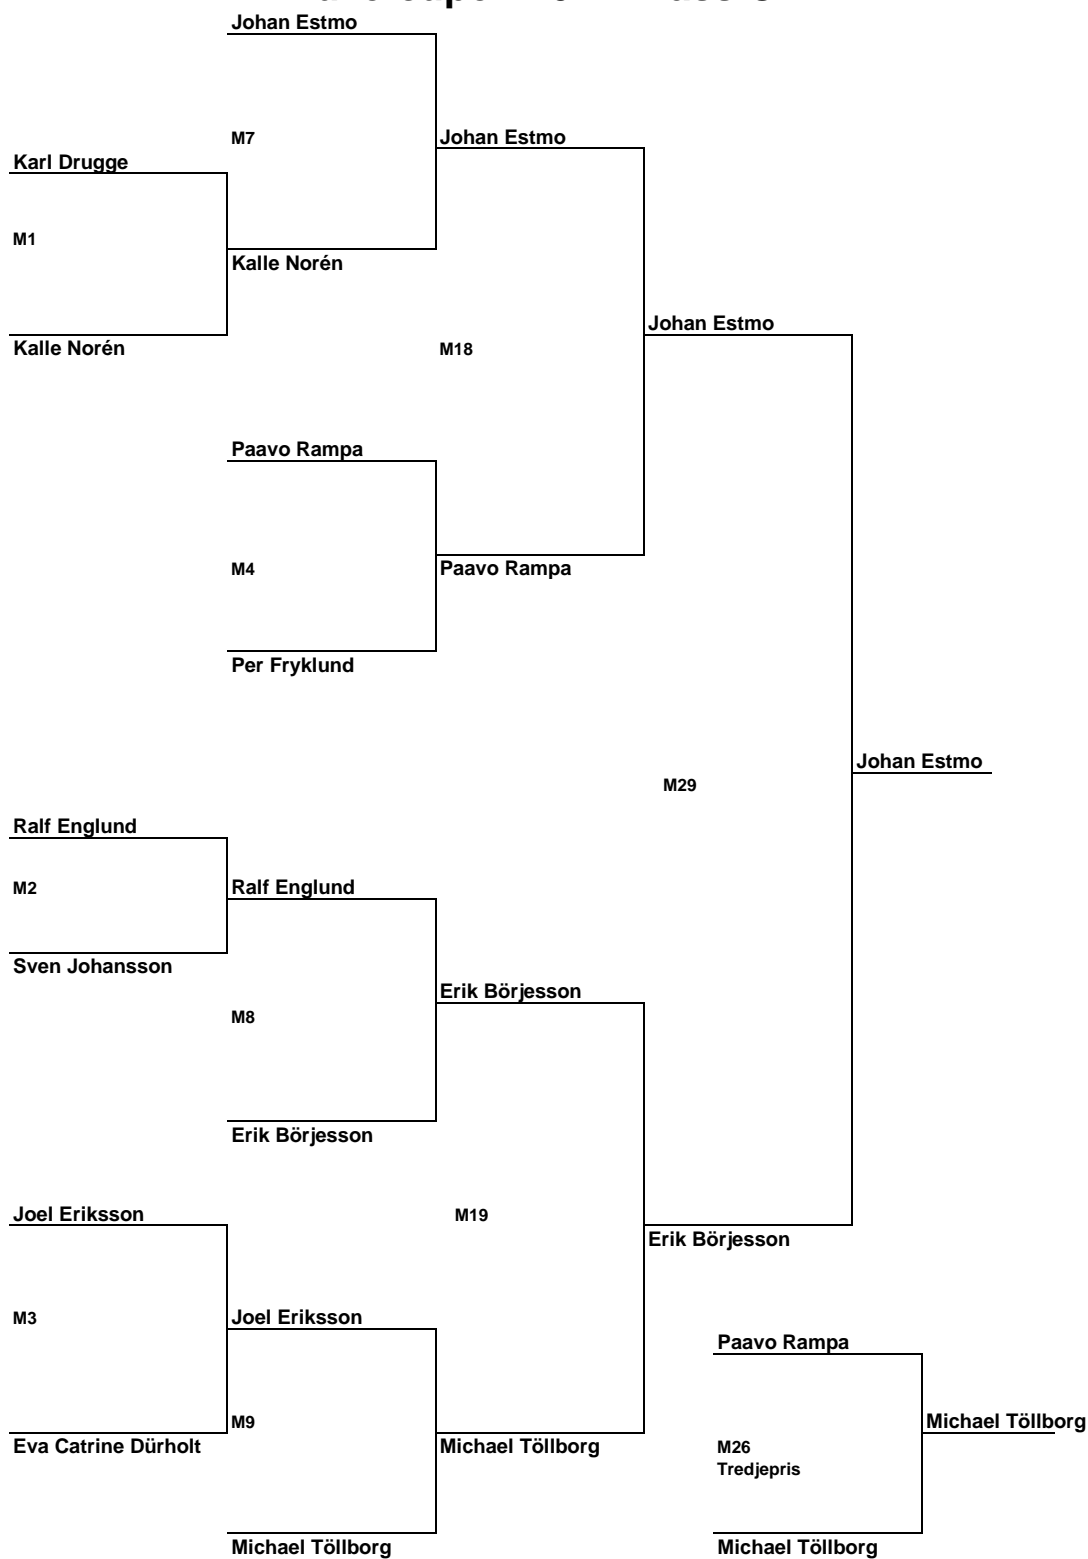 Johan Estmo
M7
Johan Estmo
Karl Drugge
M1
Kalle Norén
Johan Estmo
Kalle Norén
M18
Paavo Rampa
M4
Paavo Rampa
Per Fryklund
Johan Estmo
M29
Ralf Englund
M2
Ralf Englund
Sven Johansson
Erik Börjesson
M8
Erik Börjesson
Joel Eriksson
M19
Erik Börjesson
M3
Joel Eriksson
Paavo Rampa
M9
Michael Töllborg
Eva Catrine Dürholt
Michael Töllborg
M26
Tredjepris
Michael Töllborg
Michael Töllborg